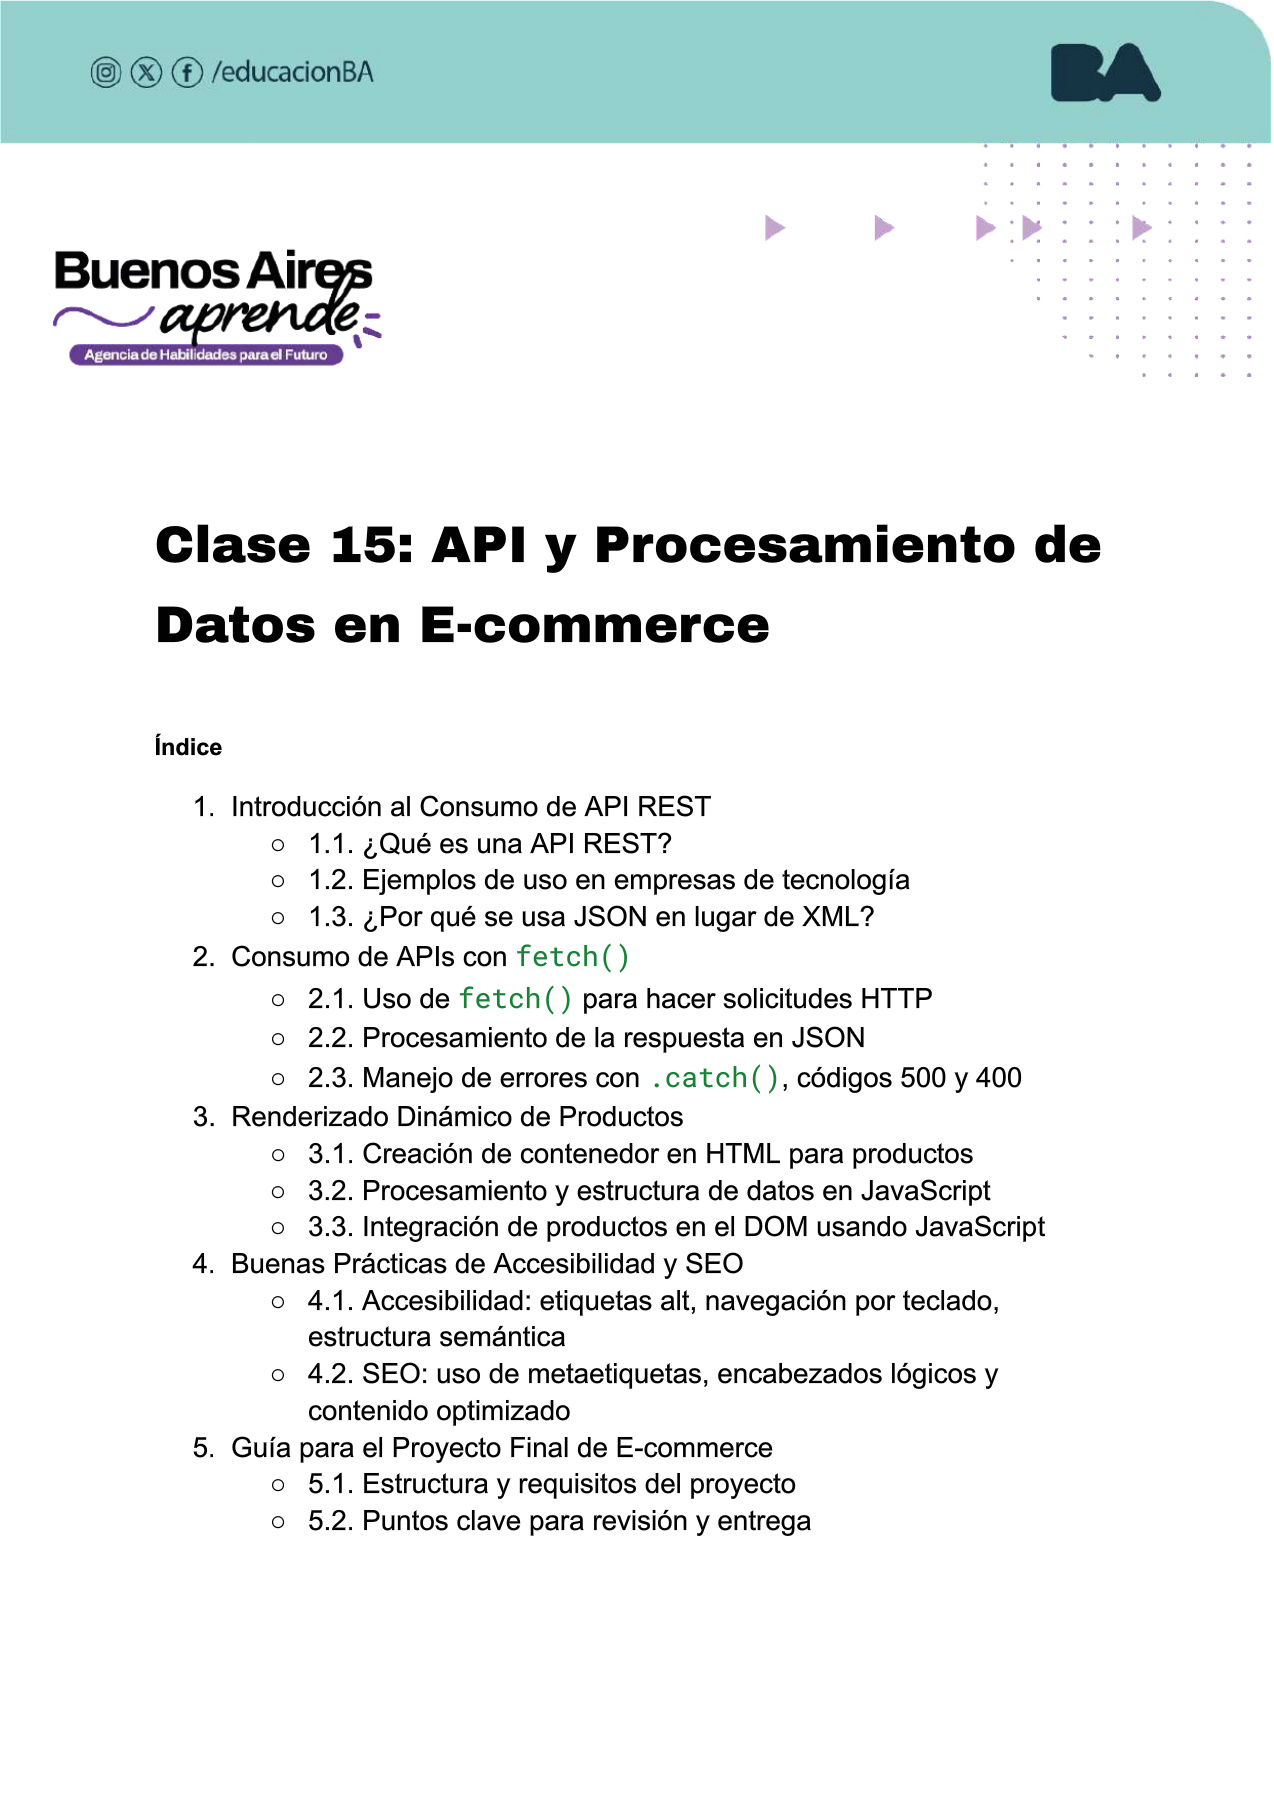 /educacionBA
BA
Buenos Aires
aprende
Agencia de Habilidades para el Futuro
Clase 15: API y Procesamiento de
Datos en E-commerce
Índice
1. Introducción al Consumo de API REST
○ 1.1. ¿Qué es una API REST?
○ 1.2. Ejemplos de uso en empresas de tecnología
○ 1.3. ¿Por qué se usa JSON en lugar de XML?
2. Consumo de APIs con fetch()
○ 2.1. Uso de fetch() para hacer solicitudes HTTP
○ 2.2. Procesamiento de la respuesta en JSON
○ 2.3. Manejo de errores con .catch(), códigos 500 y 400
3. Renderizado Dinámico de Productos
○ 3.1. Creación de contenedor en HTML para productos
○ 3.2. Procesamiento y estructura de datos en JavaScript
○ 3.3. Integración de productos en el DOM usando JavaScript
4. Buenas Prácticas de Accesibilidad y SEO
○ 4.1. Accesibilidad: etiquetas alt, navegación por teclado,
estructura semántica
○ 4.2. SEO: uso de metaetiquetas, encabezados lógicos y
contenido optimizado
5. Guía para el Proyecto Final de E-commerce
○ 5.1. Estructura y requisitos del proyecto
○ 5.2. Puntos clave para revisión y entrega